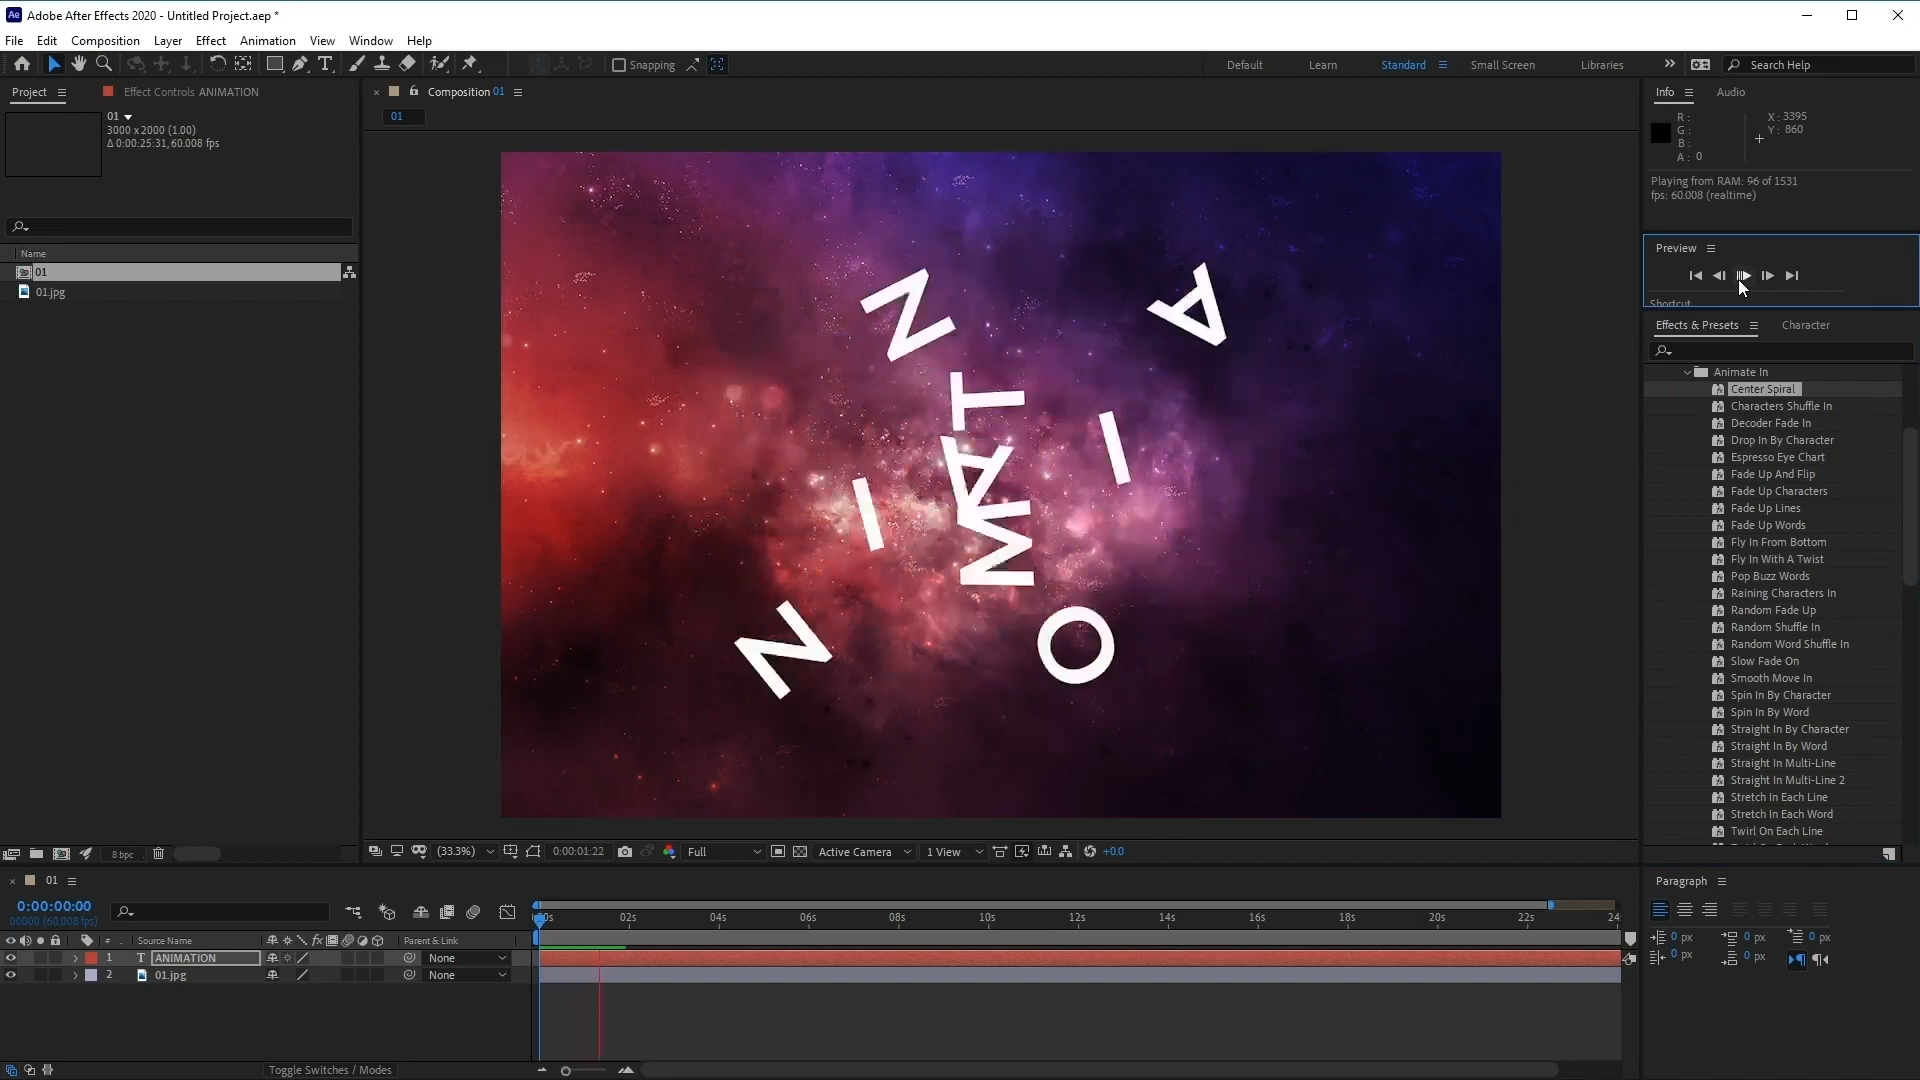 Ae Adobe After Effects 2020 - Untitled Project.aep *
File Edit Composition Layer Effect Animation View Window Help
Snapping Default Learn Standard Small Screen Libraries Search Help
Project Effect Controls ANIMATION
01
3000 x 2000 (1.00)
Δ 0:00:25:31, 60.008 fps
Name
01
01.jpg
8 bpc
Composition 01
01
N
A
T
I
A
I
M
N
O
(33.3%) 0:00:01:22 Full Active Camera 1 View +0.0
Info Audio
R :
G :
B :
A : 0
X : 3395
Y : 860
Playing from RAM: 96 of 1531
fps: 60.008 (realtime)
Preview
Shortcut
Effects & Presets Character
Animate In
Center Spiral
Characters Shuffle In
Decoder Fade In
Drop In By Character
Espresso Eye Chart
Fade Up And Flip
Fade Up Characters
Fade Up Lines
Fade Up Words
Fly In From Bottom
Fly In With A Twist
Pop Buzz Words
Raining Characters In
Random Fade Up
Random Shuffle In
Random Word Shuffle In
Slow Fade On
Smooth Move In
Spin In By Character
Spin In By Word
Straight In By Character
Straight In By Word
Straight In Multi-Line
Straight In Multi-Line 2
Stretch In Each Line
Stretch In Each Word
Twirl On Each Line
01
0:00:00:00
00000 (60.008 fps)
02s 04s 06s 08s 10s 12s 14s 16s 18s 20s 22s
# Source Name fx Parent & Link
1 T ANIMATION None
2 01.jpg None
Toggle Switches / Modes
Paragraph
0 px 0 px 0 px
0 px 0 px